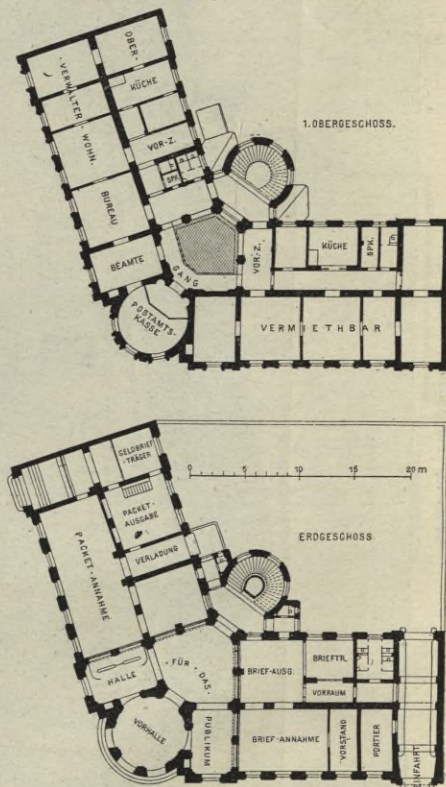 OBER-
VERWALTER-WOHN.
KÜCHE
VOR-Z.
SPK.
BUREAU
BEAMTE
GANG
POSTAMTS-
KASSE
1. OBERGESCHOSS.
VOR-Z.
KÜCHE
SPK.
VERMIETHBAR
GELDBRIEF
-TRÄGER
PACKET-
AUSGABE
VERLADUNG
PACKET-ANNAHME
HALLE
VORHALLE
-FÜR-DAS-
PUBLIKUM
0 5 10 15 20 m
ERDGESCHOSS
BRIEF-AUSG.
BRIEFTR.
VORRAUM
BRIEF-ANNAHME
VORSTAND
PORTIER
EINFAHRT